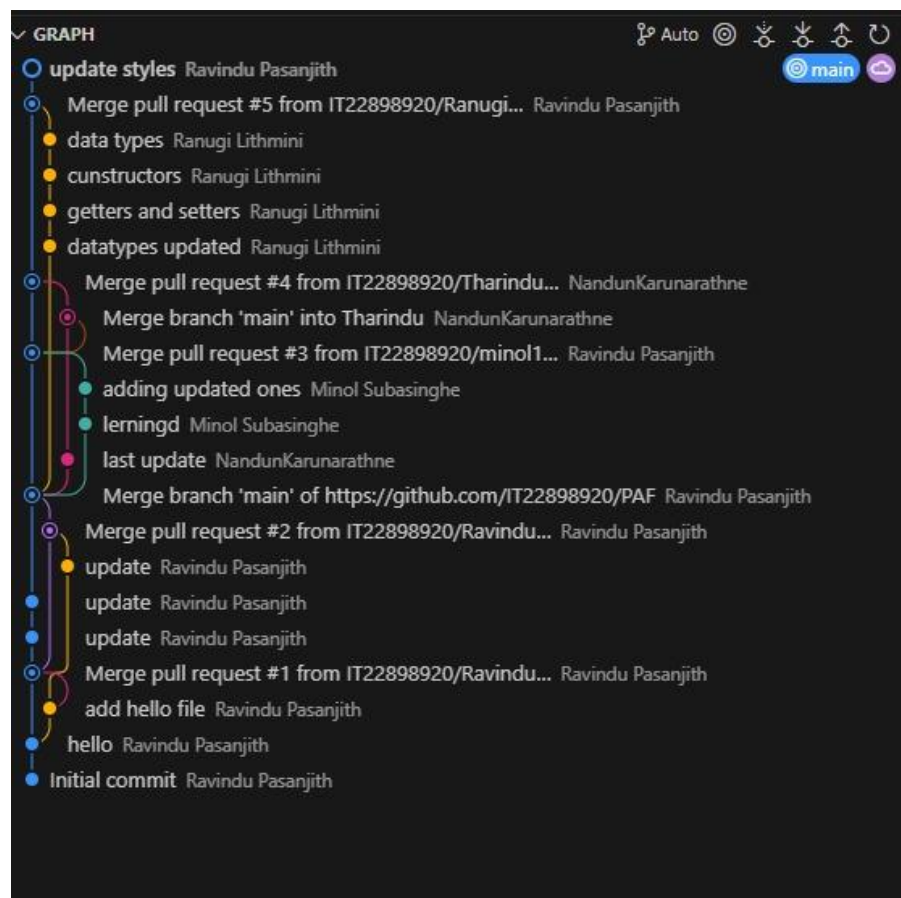 GRAPH Auto
update styles Ravindu Pasanjith main
Merge pull request #5 from IT22898920/Ranugi... Ravindu Pasanjith
data types Ranugi Lithmini
cunstructors Ranugi Lithmini
getters and setters Ranugi Lithmini
datatypes updated Ranugi Lithmini
Merge pull request #4 from IT22898920/Tharindu... NandunKarunarathne
Merge branch 'main' into Tharindu NandunKarunarathne
Merge pull request #3 from IT22898920/minol1... Ravindu Pasanjith
adding updated ones Minol Subasinghe
lerningd Minol Subasinghe
last update NandunKarunarathne
Merge branch 'main' of https://github.com/IT22898920/PAF Ravindu Pasanjith
Merge pull request #2 from IT22898920/Ravindu... Ravindu Pasanjith
update Ravindu Pasanjith
update Ravindu Pasanjith
update Ravindu Pasanjith
Merge pull request #1 from IT22898920/Ravindu... Ravindu Pasanjith
add hello file Ravindu Pasanjith
hello Ravindu Pasanjith
Initial commit Ravindu Pasanjith